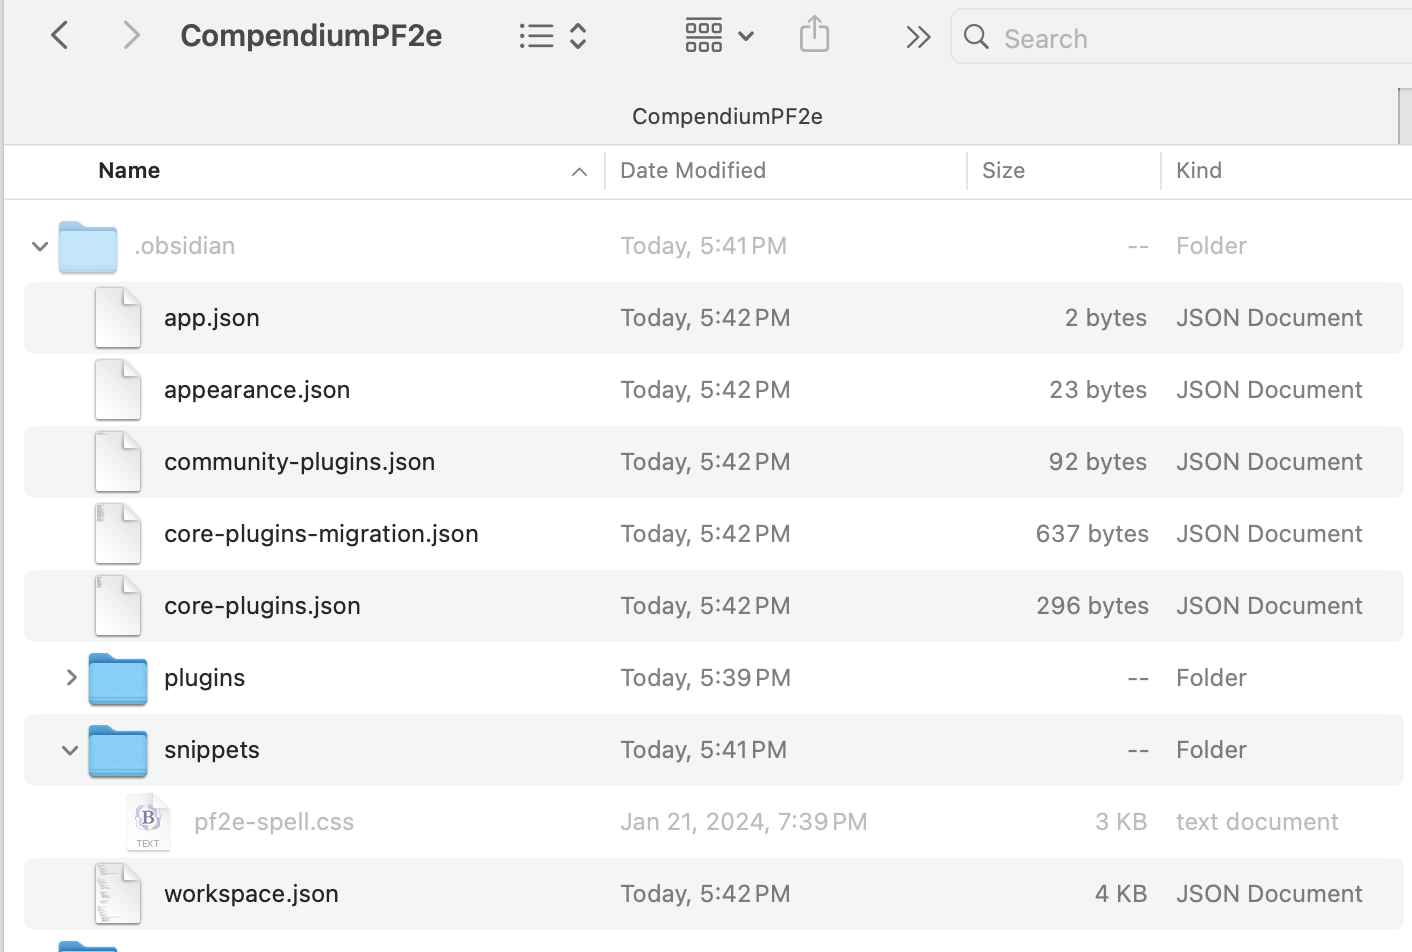 CompendiumPF2e
Search
CompendiumPF2e
Name Date Modified Size Kind
.obsidian Today, 5:41 PM -- Folder
app.json Today, 5:42 PM 2 bytes JSON Document
appearance.json Today, 5:42 PM 23 bytes JSON Document
community-plugins.json Today, 5:42 PM 92 bytes JSON Document
core-plugins-migration.json Today, 5:42 PM 637 bytes JSON Document
core-plugins.json Today, 5:42 PM 296 bytes JSON Document
plugins Today, 5:39 PM -- Folder
snippets Today, 5:41 PM -- Folder
B TEXT pf2e-spell.css Jan 21, 2024, 7:39 PM 3 KB text document
workspace.json Today, 5:42 PM 4 KB JSON Document